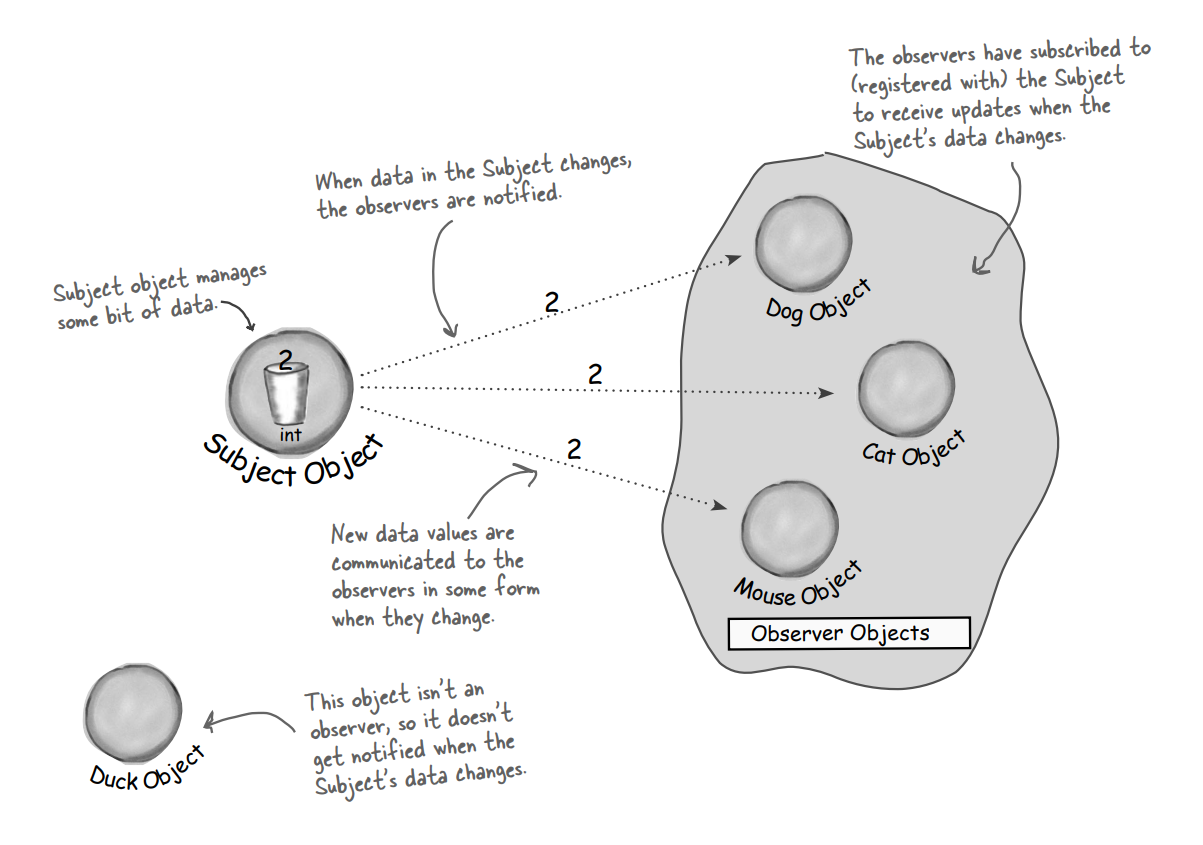 The observers have subscribed to
(registered with) the Subject
to receive updates when the
Subject's data changes.
When data in the Subject changes,
the observers are notified.
Subject object manages
some bit of data.
2
int
Subject Object
2
2
2
Dog Object
Cat Object
Mouse Object
Observer Objects
New data values are
communicated to the
observers in some form
when they change.
Duck Object
This object isn't an
observer, so it doesn't
get notified when the
Subject's data changes.